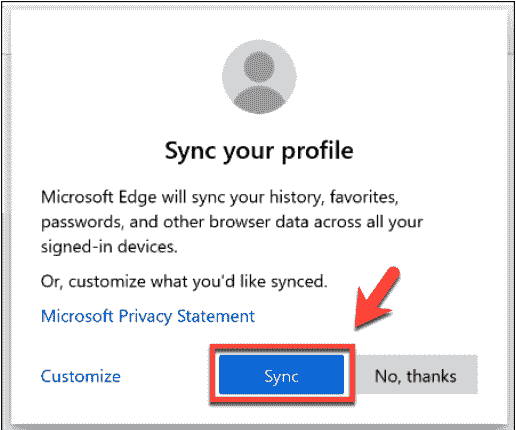 Sync your profile
Microsoft Edge will sync your history, favorites,
passwords, and other browser data across all your
signed-in devices.
Or, customize what you'd like synced.
Microsoft Privacy Statement
Customize Sync No, thanks